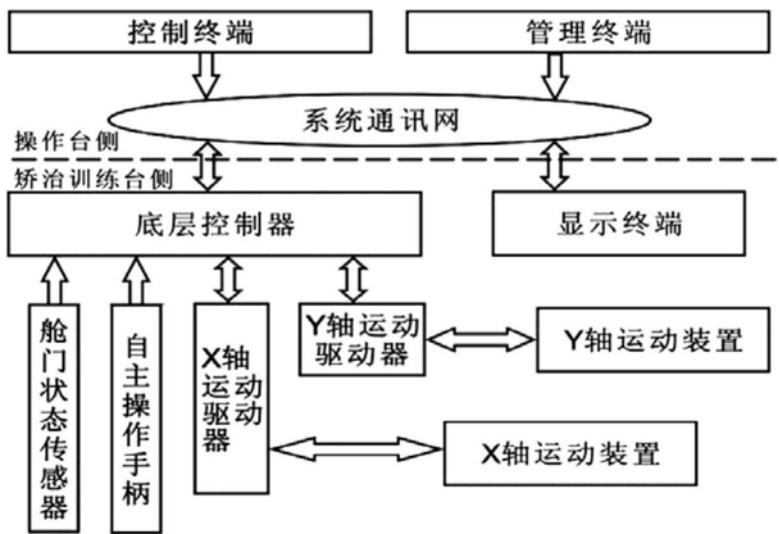 控制终端
管理终端
系统通讯网
操作台侧
矫治训练台侧
底层控制器
显示终端
舱门状态传感器
自主操作手柄
X轴
运动
驱动
器
Y轴运动
驱动器
Y轴运动装置
X轴运动装置